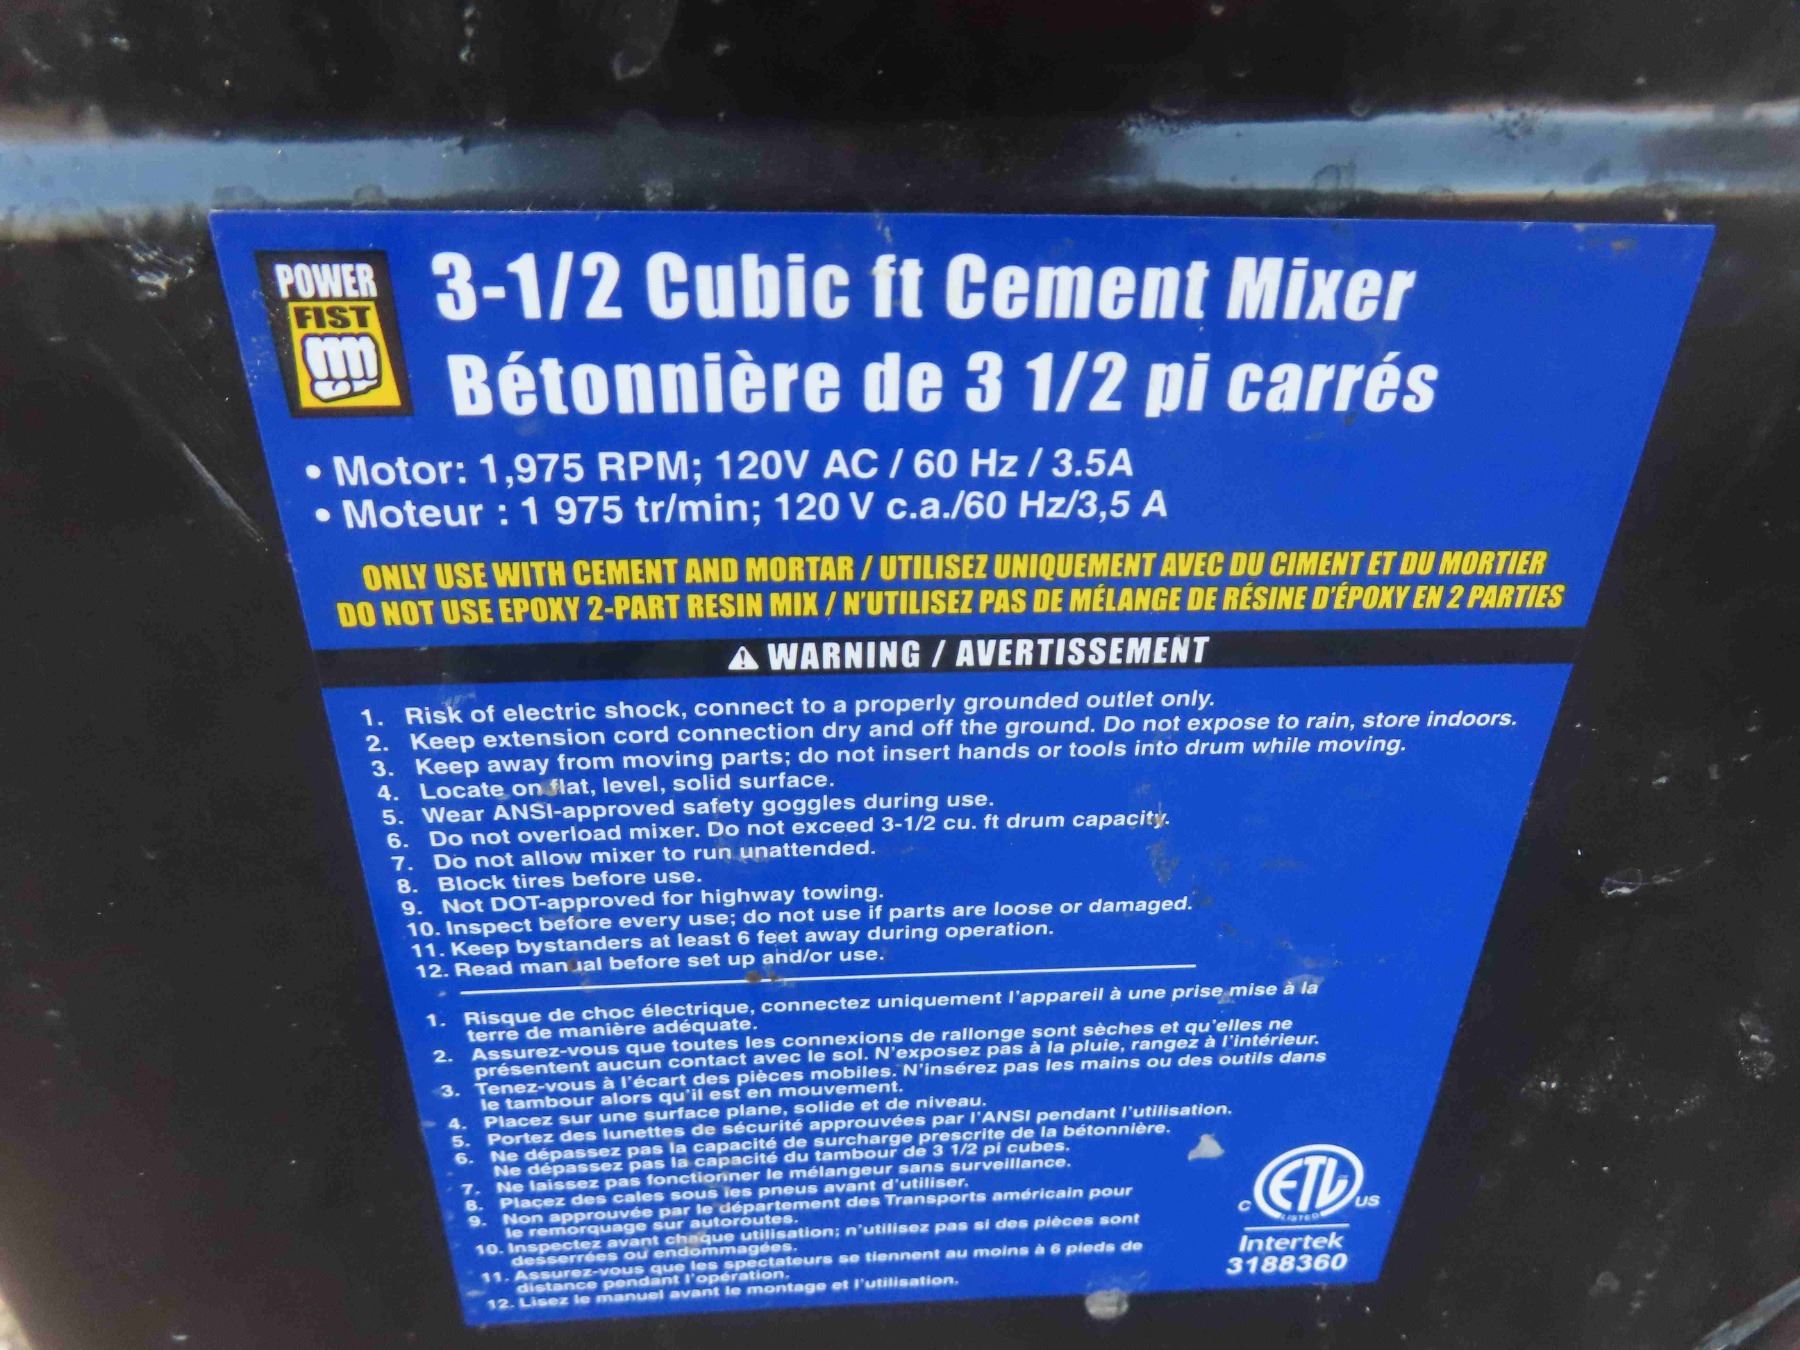 POWER
FIST
3-1/2 Cubic ft Cement Mixer
Bétonnière de 3 1/2 pi carrés
• Motor: 1,975 RPM; 120V AC / 60 Hz / 3.5A
• Moteur : 1 975 tr/min; 120 V c.a./60 Hz/3,5 A
ONLY USE WITH CEMENT AND MORTAR / UTILISEZ UNIQUEMENT AVEC DU CIMENT ET DU MORTIER
DO NOT USE EPOXY 2-PART RESIN MIX / N'UTILISEZ PAS DE MÉLANGE DE RÉSINE D'ÉPOXY EN 2 PARTIES
⚠ WARNING / AVERTISSEMENT
1. Risk of electric shock, connect to a properly grounded outlet only.
2. Keep extension cord connection dry and off the ground. Do not expose to rain, store indoors.
3. Keep away from moving parts; do not insert hands or tools into drum while moving.
4. Locate on flat, level, solid surface.
5. Wear ANSI-approved safety goggles during use.
6. Do not overload mixer. Do not exceed 3-1/2 cu. ft drum capacity.
7. Do not allow mixer to run unattended.
8. Block tires before use.
9. Not DOT-approved for highway towing.
10. Inspect before every use; do not use if parts are loose or damaged.
11. Keep bystanders at least 6 feet away during operation.
12. Read manual before set up and/or use.
1. Risque de choc électrique, connectez uniquement l'appareil à une prise mise à la
terre de manière adéquate.
2. Assurez-vous que toutes les connexions de rallonge sont sèches et qu'elles ne
présentent aucun contact avec le sol. N'exposez pas à la pluie, rangez à l'intérieur.
3. Tenez-vous à l'écart des pièces mobiles. N'insérez pas les mains ou des outils dans
le tambour alors qu'il est en mouvement.
4. Placez sur une surface plane, solide et de niveau.
5. Portez des lunettes de sécurité approuvées par l'ANSI pendant l'utilisation.
6. Ne dépassez pas la capacité de surcharge prescrite de la bétonnière.
Ne dépassez pas la capacité du tambour de 3 1/2 pi cubes.
7. Ne laissez pas fonctionner le mélangeur sans surveillance.
8. Placez des cales sous les pneus avant d'utiliser.
9. Non approuvée par le département des Transports américain pour
le remorquage sur autoroutes.
10. Inspectez avant chaque utilisation; n'utilisez pas si des pièces sont
desserrées ou endommagées.
11. Assurez-vous que les spectateurs se tiennent au moins à 6 pieds de
distance pendant l'opération.
12. Lisez le manuel avant le montage et l'utilisation.
C ETL US
LISTED
Intertek
3188360